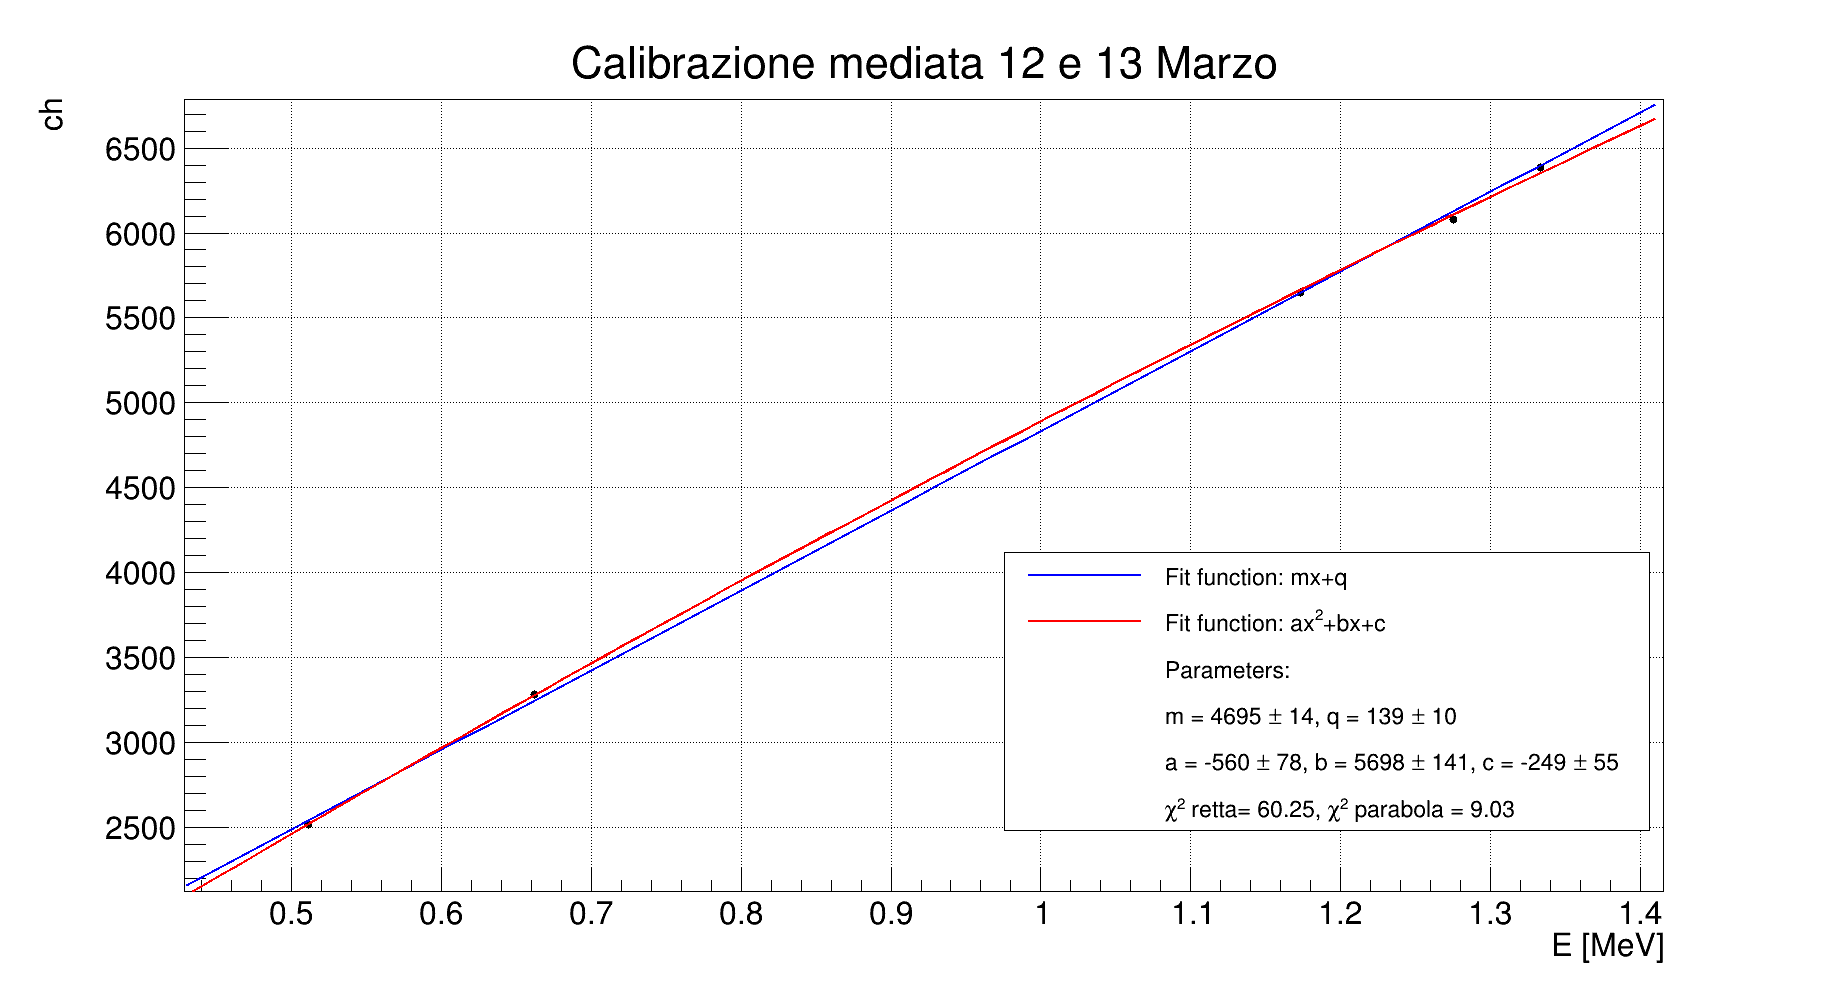 Calibrazione mediata 12 e 13 Marzo
ch
6500
6000
5500
5000
4500
4000
3500
3000
2500
Fit function: mx+q
Fit function: ax²+bx+c
Parameters:
m = 4695 ± 14, q = 139 ± 10
a = -560 ± 78, b = 5698 ± 141, c = -249 ± 55
χ² retta= 60.25, χ² parabola = 9.03
0.5 0.6 0.7 0.8 0.9 1 1.1 1.2 1.3 1.4
E [MeV]